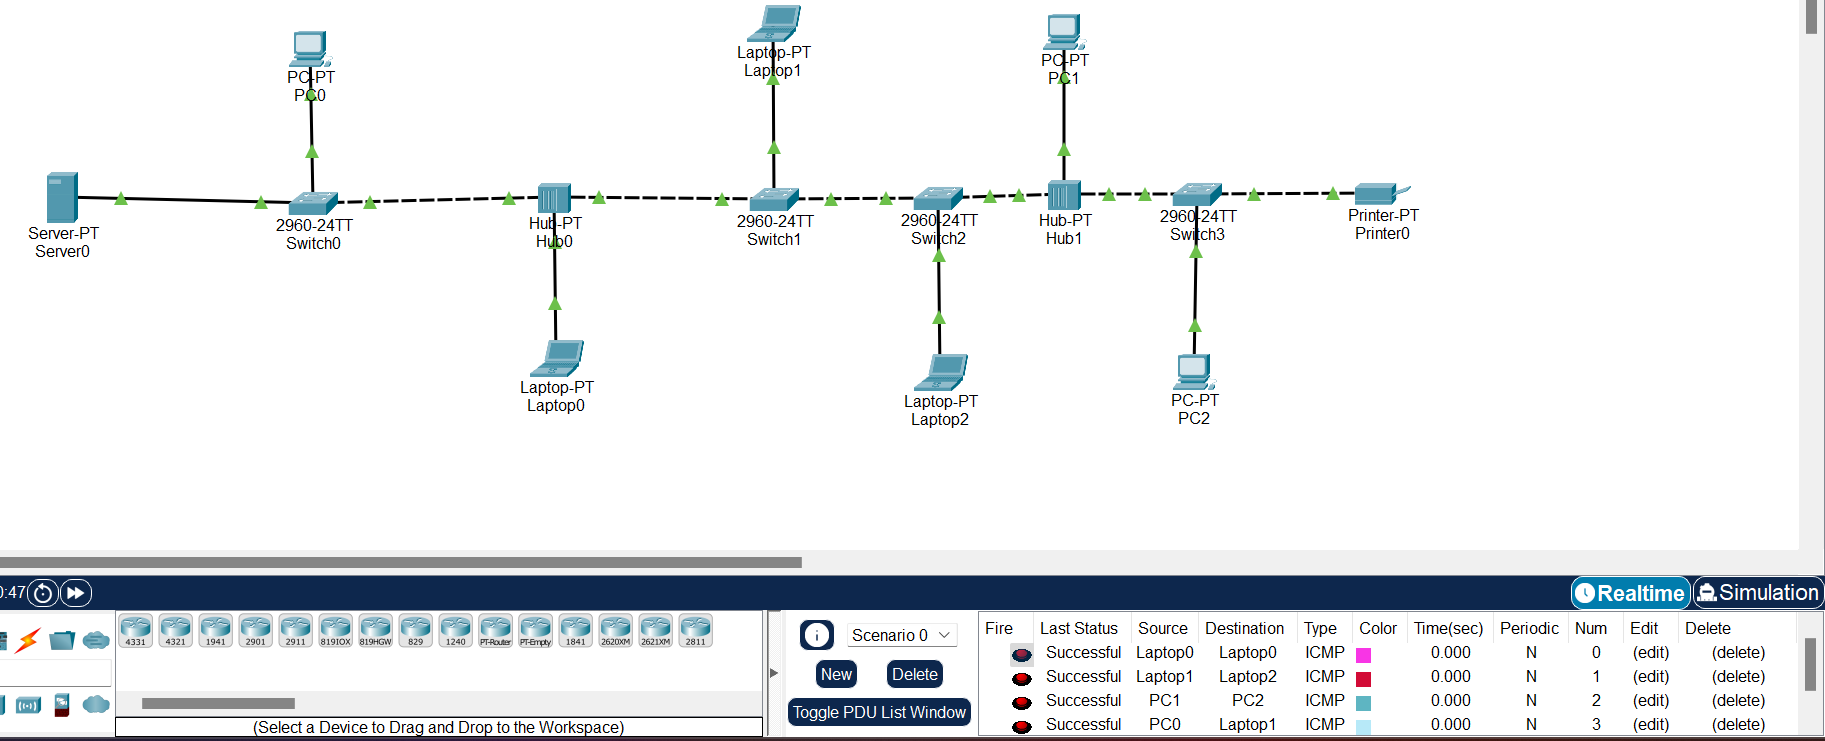 PC-PT
PC0
Laptop-PT
Laptop1
PC-PT
PC1
Server-PT
Server0
2960-24TT
Switch0
Hub-PT
Hub0
2960-24TT
Switch1
2960-24TT
Switch2
Hub-PT
Hub1
2960-24TT
Switch3
Printer-PT
Printer0
Laptop-PT
Laptop0
Laptop-PT
Laptop2
PC-PT
PC2
:47
Realtime
Simulation
4331 4321 1941 2901 2911 819IOX 819HGW 829 1240 PT-Router PT-Empty 1841 2620XM 2621XM 2811
(Select a Device to Drag and Drop to the Workspace)
Scenario 0
New Delete
Toggle PDU List Window
Fire Last Status Source Destination Type Color Time(sec) Periodic Num Edit Delete
Successful Laptop0 Laptop0 ICMP 0.000 N 0 (edit) (delete)
Successful Laptop1 Laptop2 ICMP 0.000 N 1 (edit) (delete)
Successful PC1 PC2 ICMP 0.000 N 2 (edit) (delete)
Successful PC0 Laptop1 ICMP 0.000 N 3 (edit) (delete)